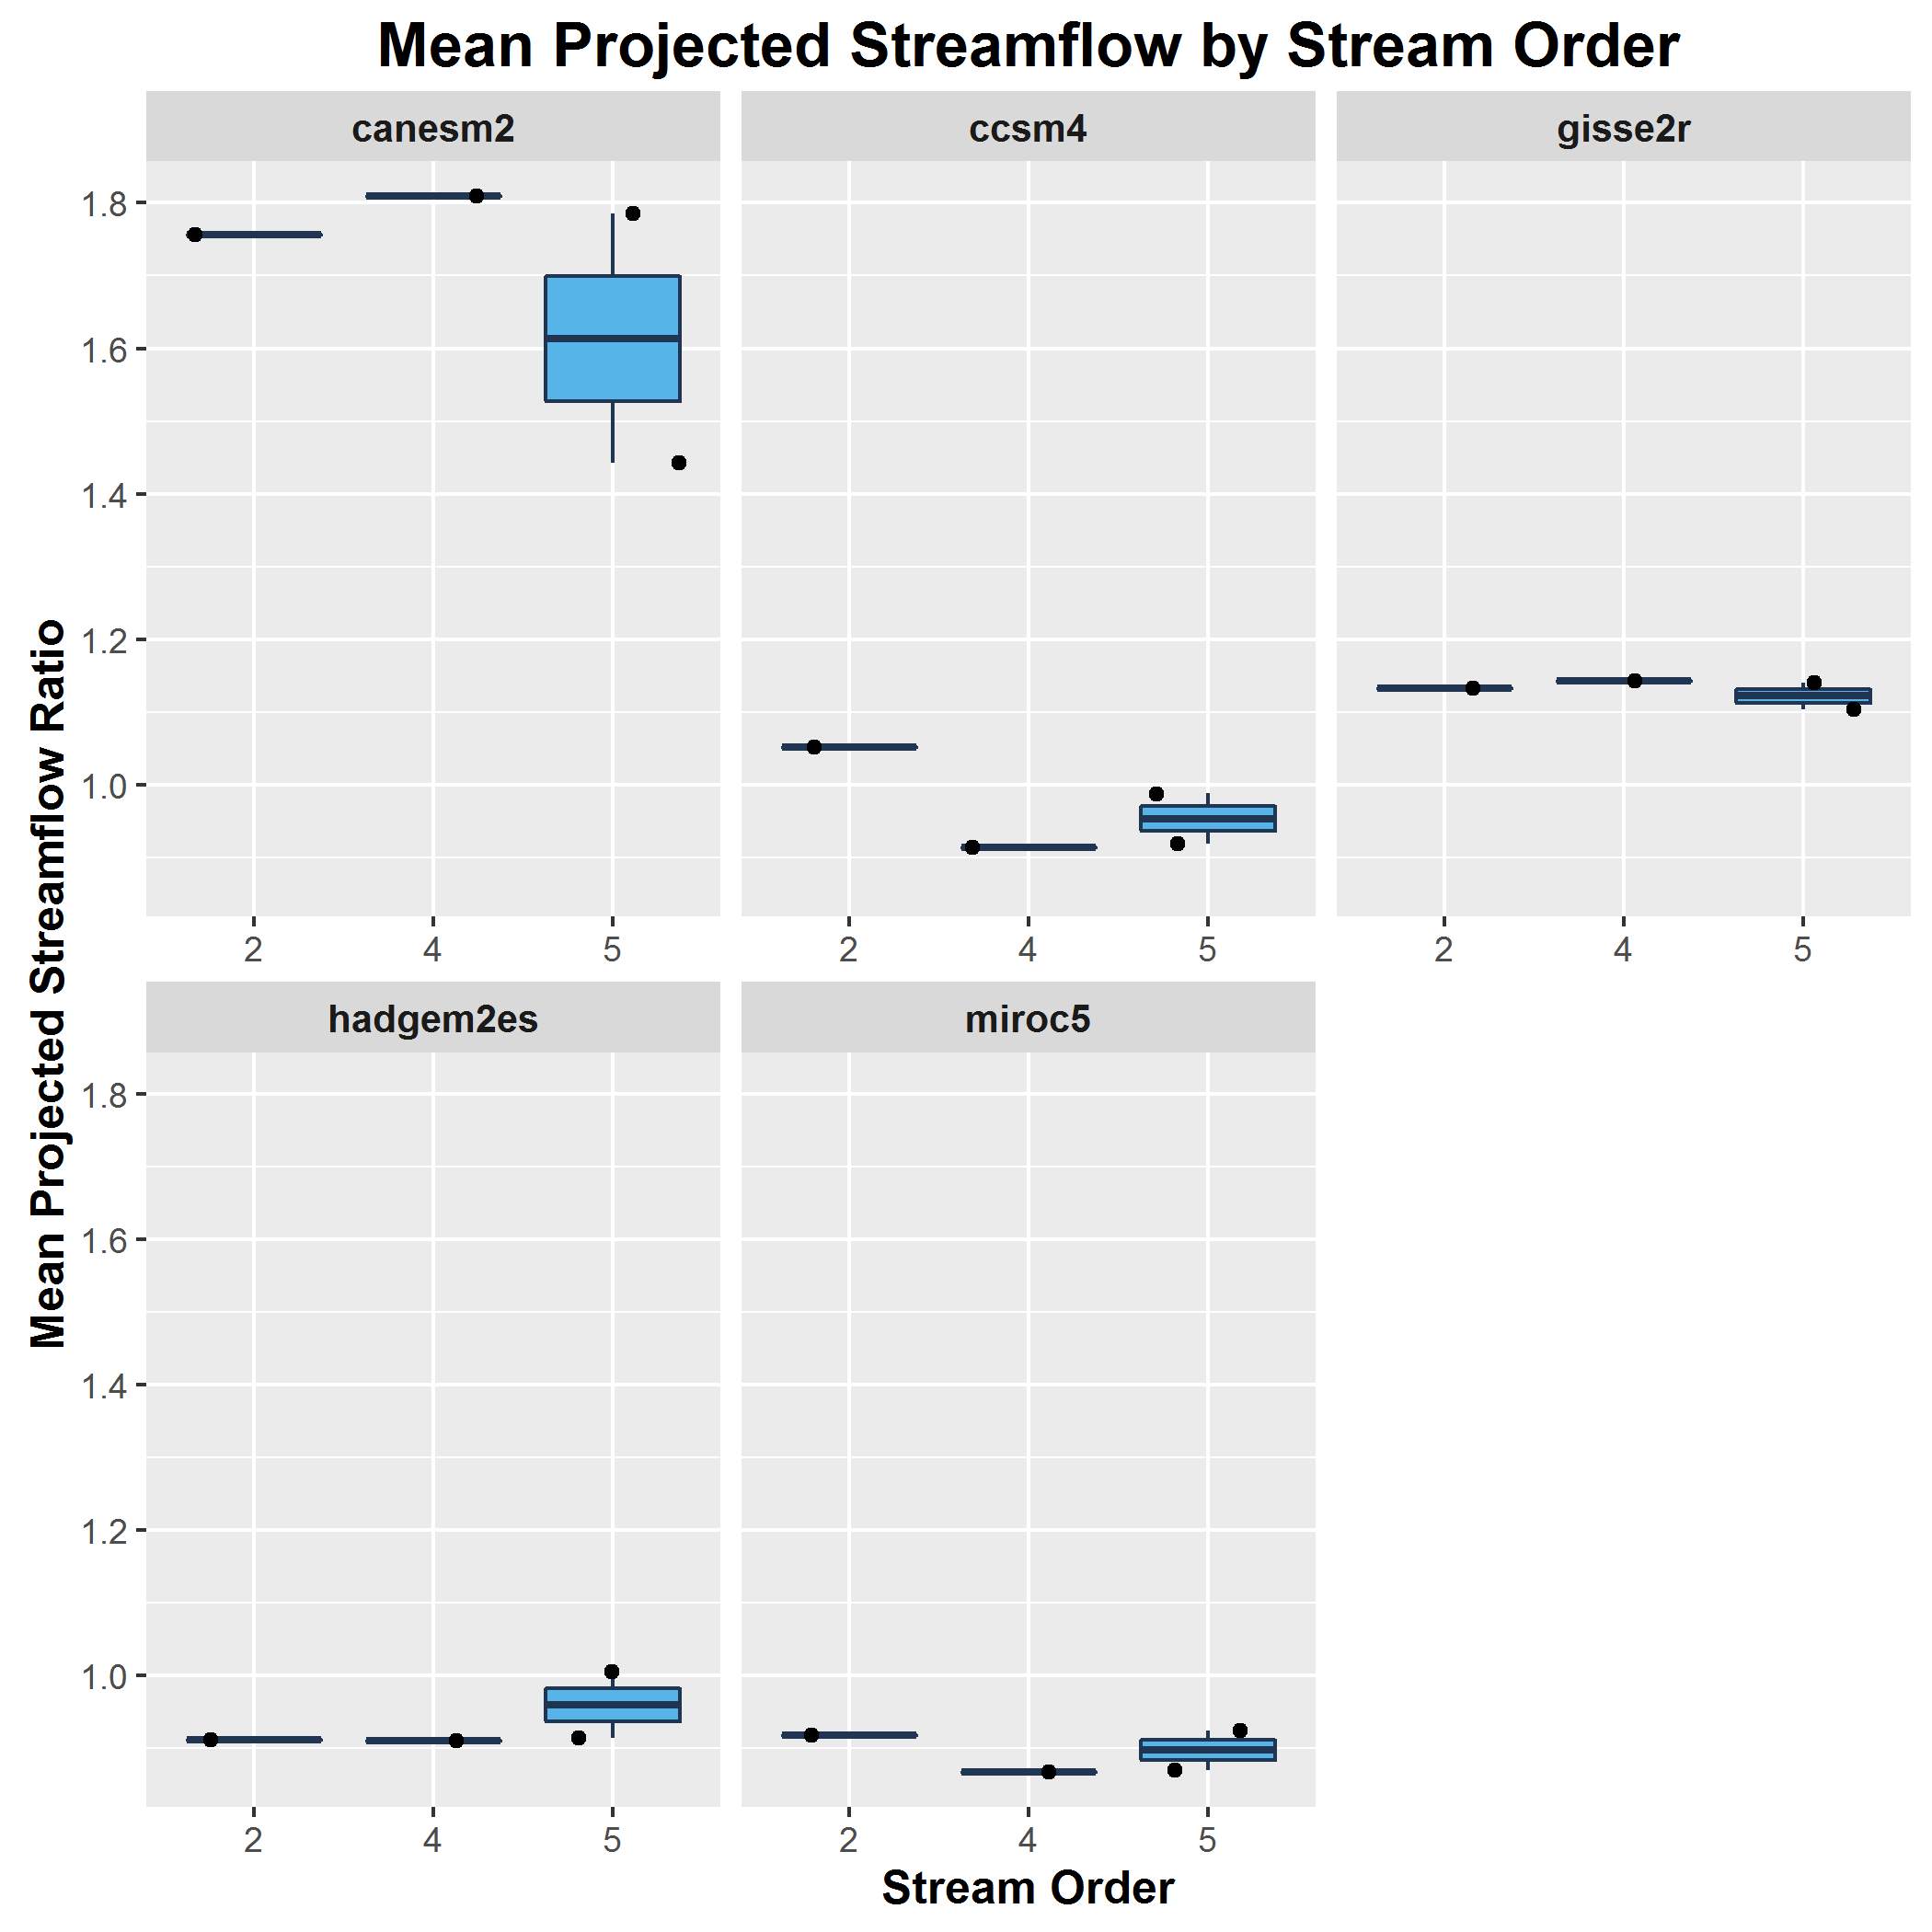 Mean Projected Streamflow by Stream Order
canesm2 ccsm4 gisse2r
1.8
1.6
1.4
1.2
1.0
2 4 5 2 4 5 2 4 5
hadgem2es miroc5
1.8
1.6
1.4
1.2
1.0
2 4 5 2 4 5
Mean Projected Streamflow Ratio
Stream Order